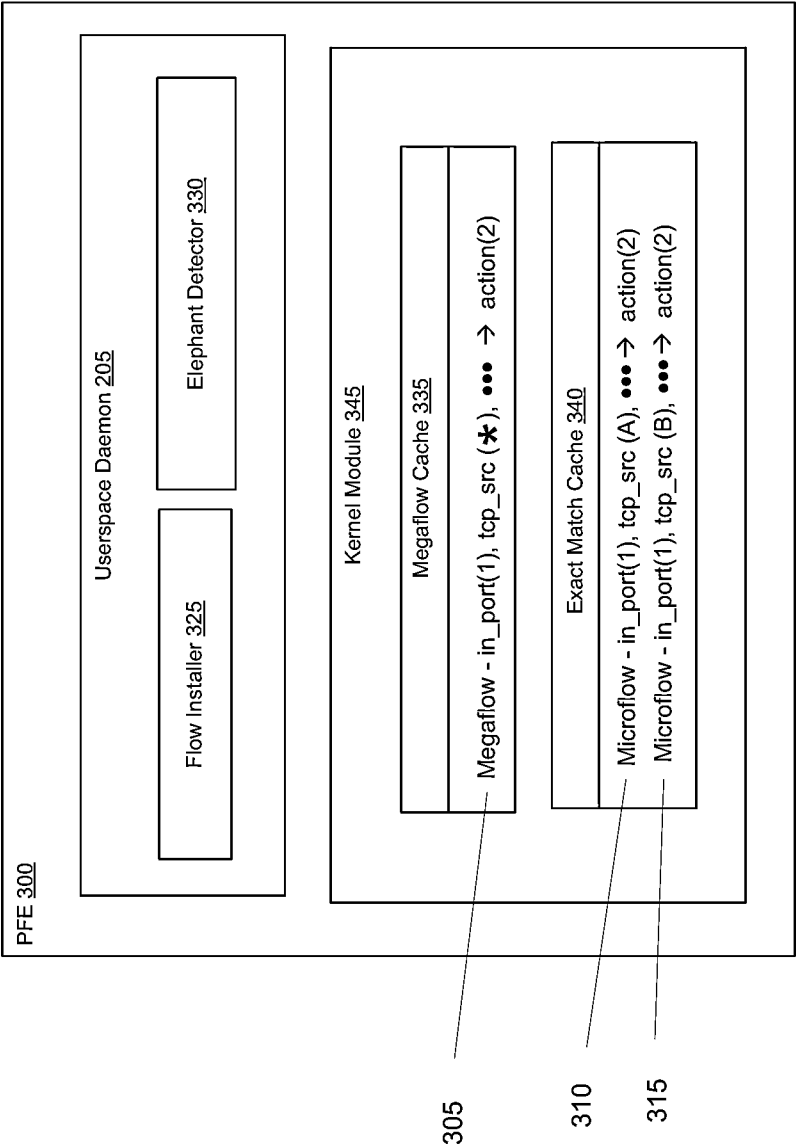 PFE 300
Userspace Daemon 205
Flow Installer 325
Elephant Detector 330
Kernel Module 345
Megaflow Cache 335
Megaflow - in_port(1), tcp_src (*), ••• → action(2)
Exact Match Cache 340
Microflow - in_port(1), tcp_src (A), •••→ action(2)
Microflow - in_port(1), tcp_src (B), •••→ action(2)
305
310
315